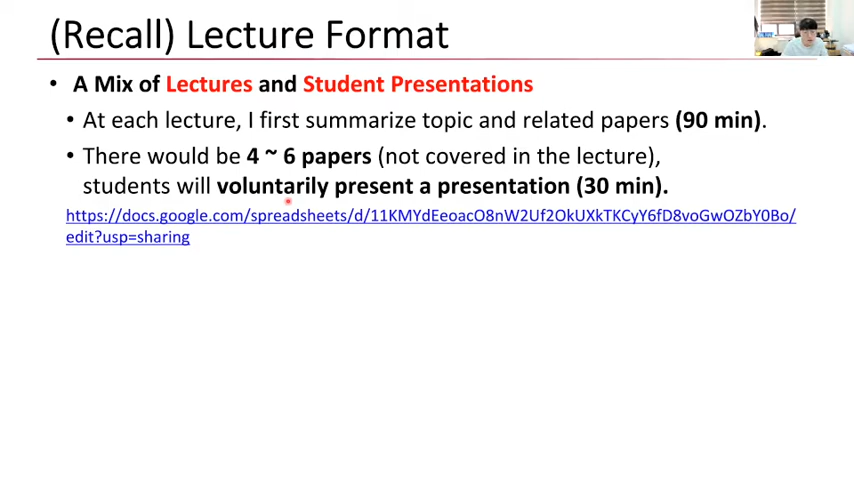 (Recall) Lecture Format
• A Mix of Lectures and Student Presentations
• At each lecture, I first summarize topic and related papers (90 min).
• There would be 4 ~ 6 papers (not covered in the lecture),
students will voluntarily present a presentation (30 min).
https://docs.google.com/spreadsheets/d/11KMYdEeoacO8nW2Uf2OkUXkTKCyY6fD8voGwOZbY0Bo/
edit?usp=sharing